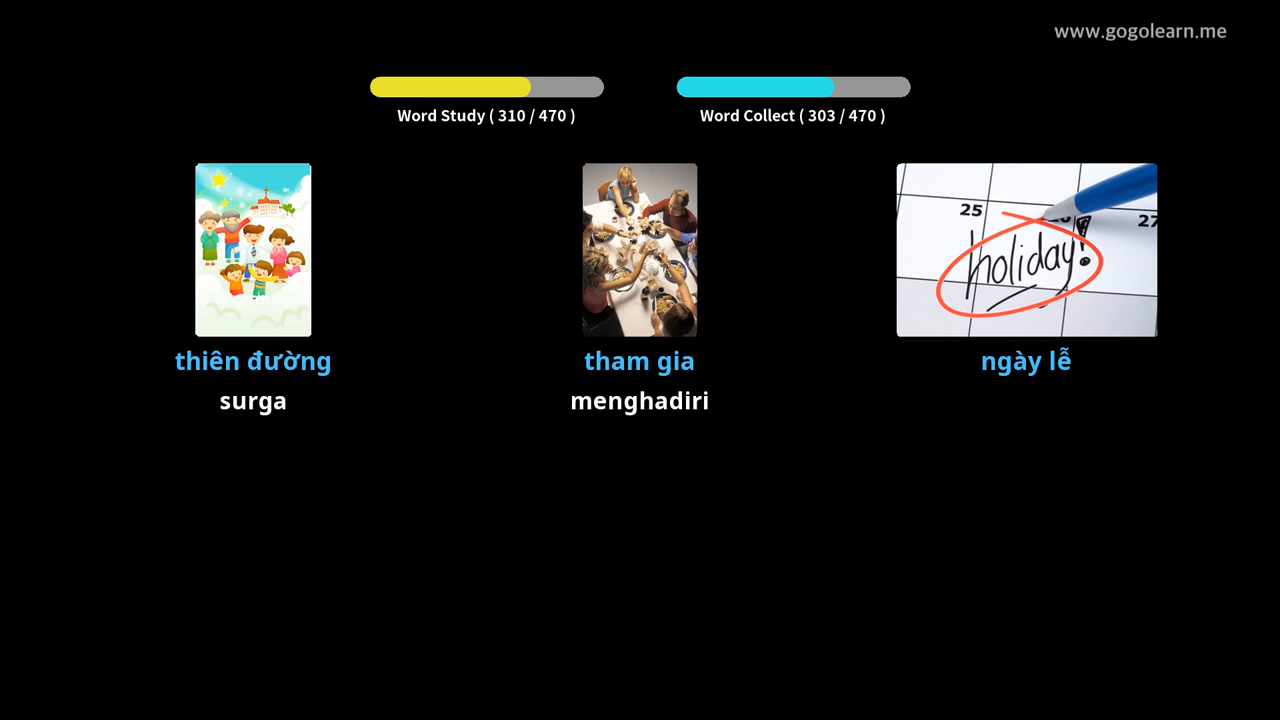 www.gogolearn.me
Word Study ( 310 / 470 )
Word Collect ( 303 / 470 )
25
27
holiday!
thiên đường
tham gia
ngày lễ
surga
menghadiri